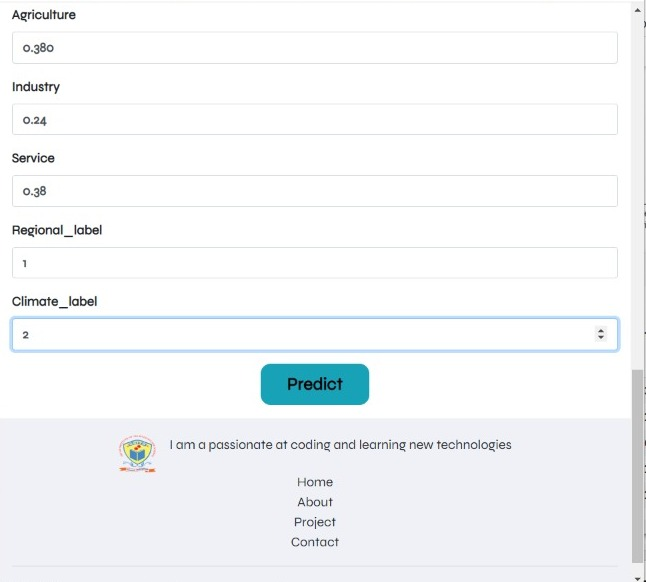 Agriculture
0.380
Industry
0.24
Service
0.38
Regional_label
1
Climate_label
2
Predict
I am a passionate at coding and learning new technologies
Home
About
Project
Contact